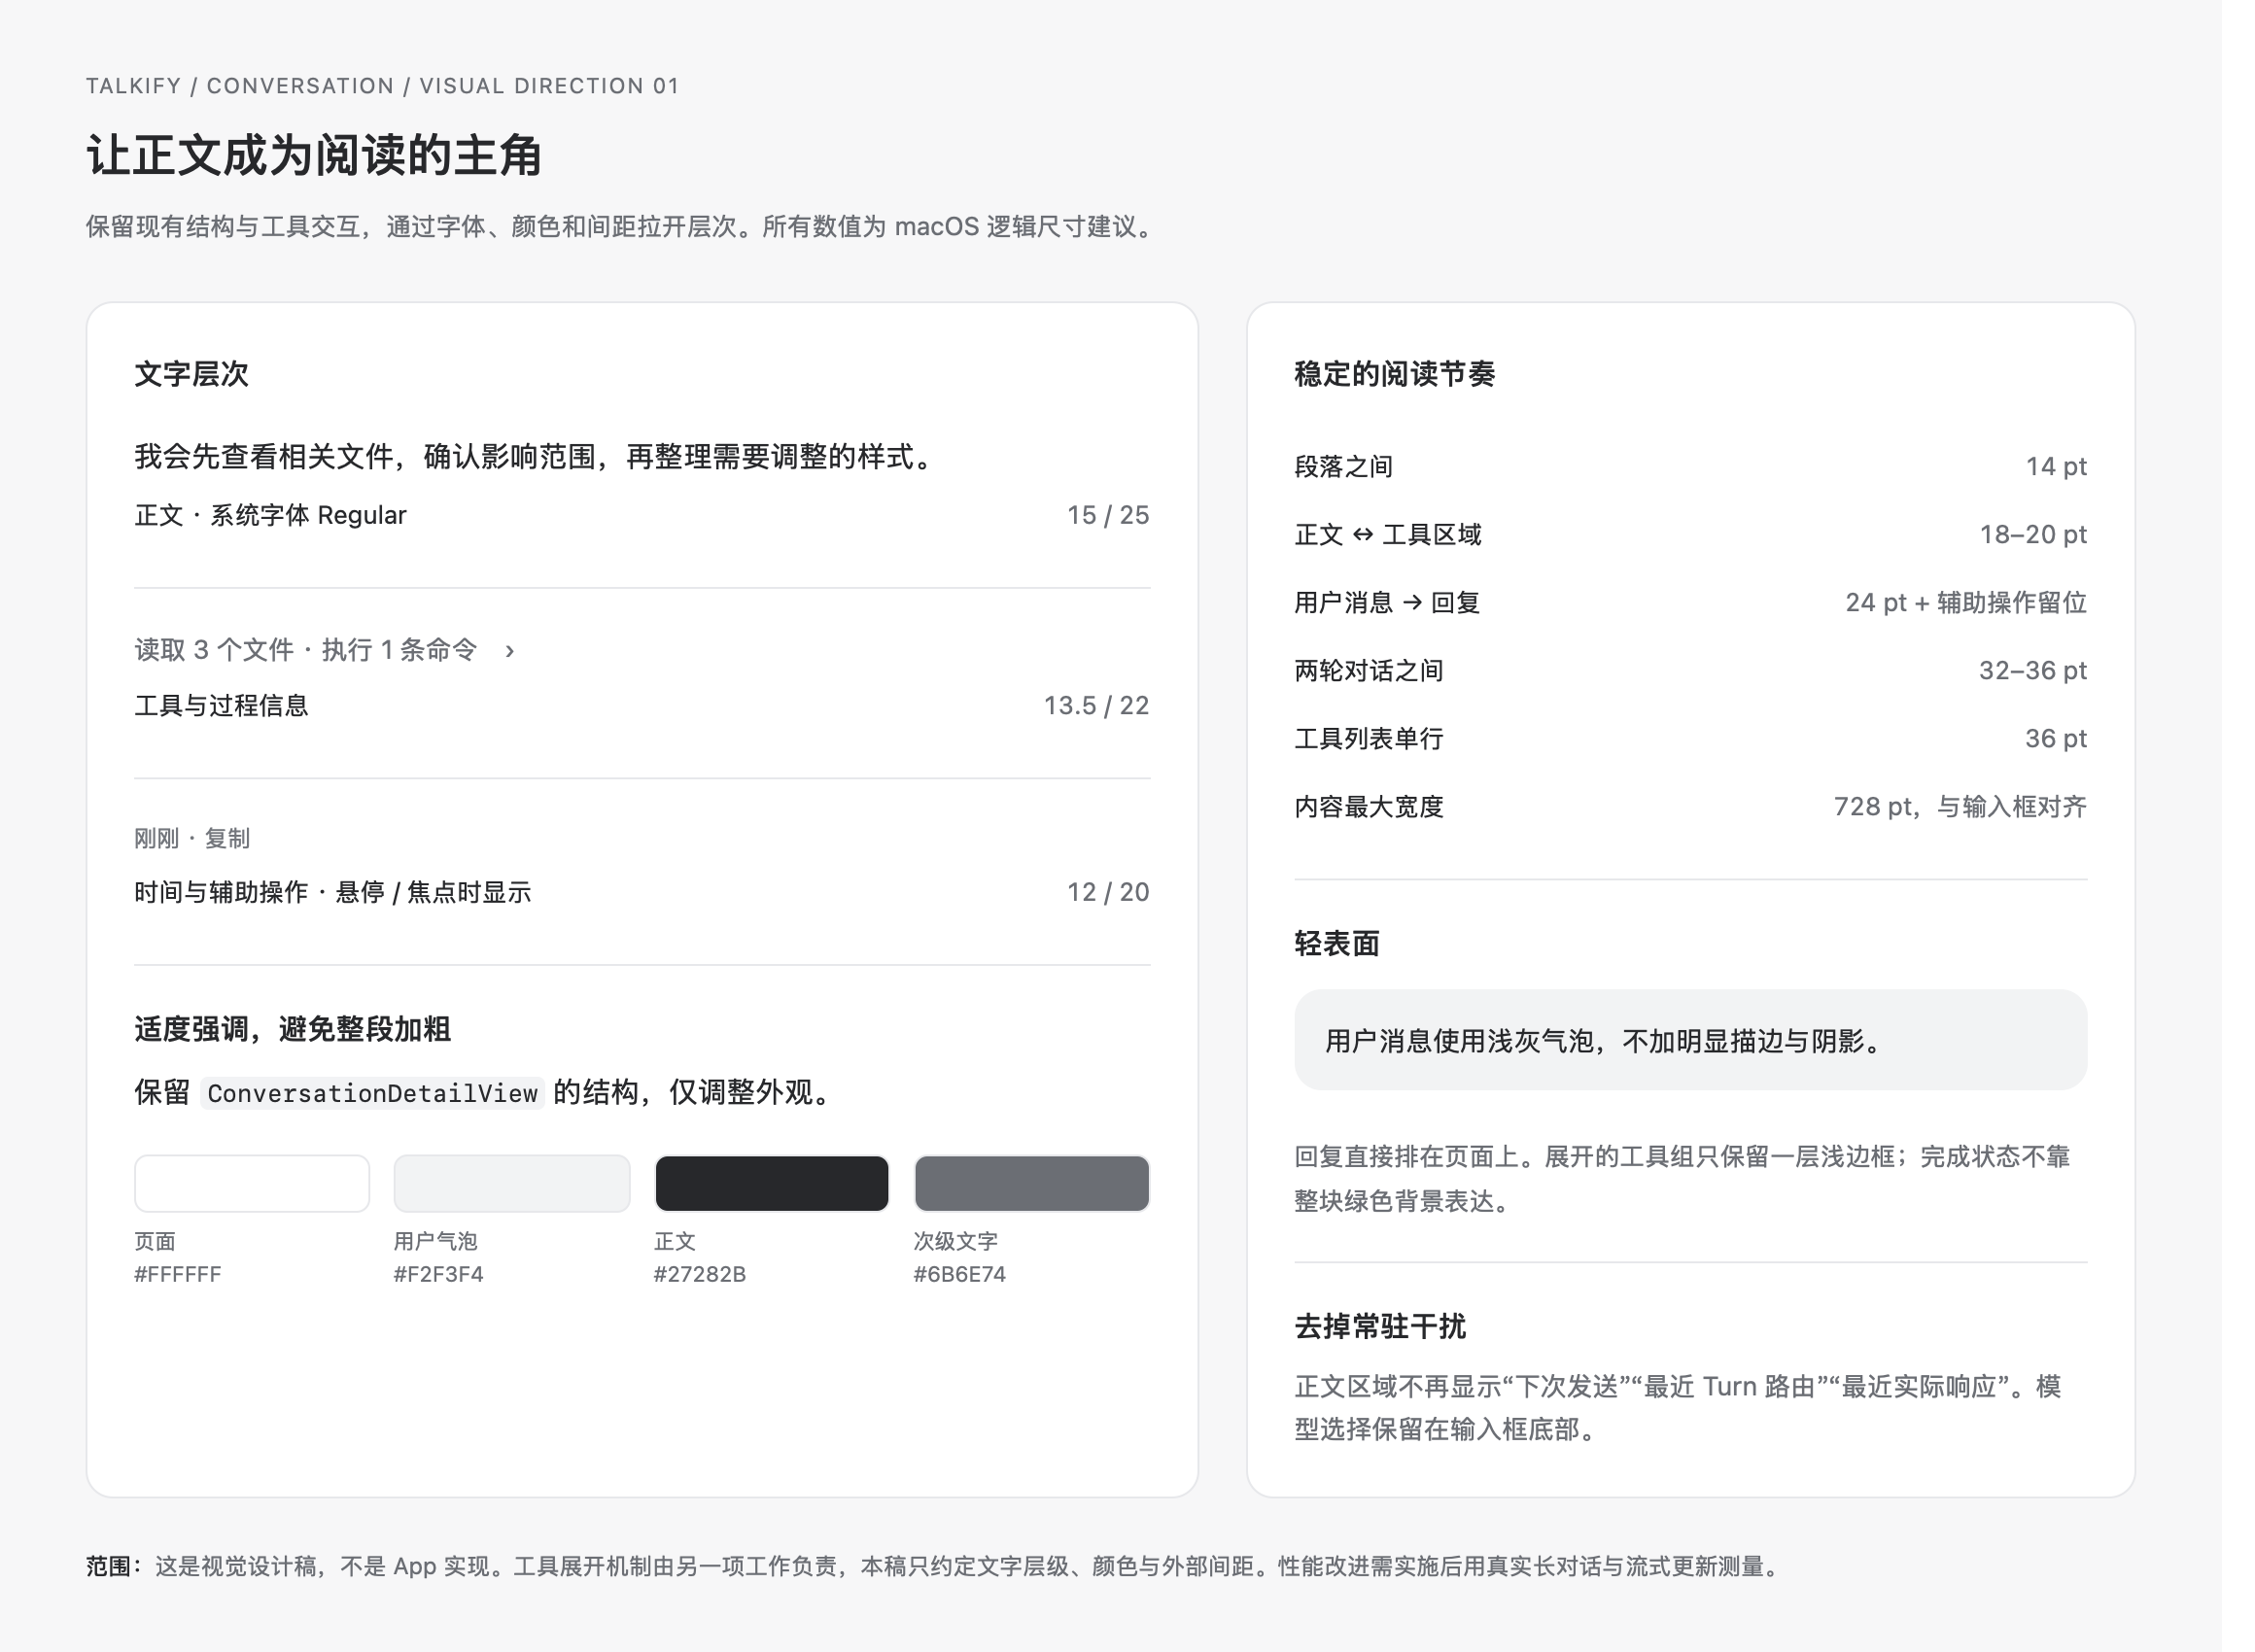 TALKIFY / CONVERSATION / VISUAL DIRECTION 01
让正文成为阅读的主角
保留现有结构与工具交互，通过字体、颜色和间距拉开层次。所有数值为 macOS 逻辑尺寸建议。
文字层次
我会先查看相关文件，确认影响范围，再整理需要调整的样式。
正文 · 系统字体 Regular 15 / 25
读取 3 个文件 · 执行 1 条命令 ›
工具与过程信息 13.5 / 22
刚刚 · 复制
时间与辅助操作 · 悬停 / 焦点时显示 12 / 20
适度强调，避免整段加粗
保留 ConversationDetailView 的结构，仅调整外观。
页面 用户气泡 正文 次级文字
#FFFFFF #F2F3F4 #27282B #6B6E74
稳定的阅读节奏
段落之间 14 pt
正文 ↔ 工具区域 18–20 pt
用户消息 → 回复 24 pt + 辅助操作留位
两轮对话之间 32–36 pt
工具列表单行 36 pt
内容最大宽度 728 pt，与输入框对齐
轻表面
用户消息使用浅灰气泡，不加明显描边与阴影。
回复直接排在页面上。展开的工具组只保留一层浅边框；完成状态不靠
整块绿色背景表达。
去掉常驻干扰
正文区域不再显示“下次发送”“最近 Turn 路由”“最近实际响应”。模
型选择保留在输入框底部。
范围：这是视觉设计稿，不是 App 实现。工具展开机制由另一项工作负责，本稿只约定文字层级、颜色与外部间距。性能改进需实施后用真实长对话与流式更新测量。